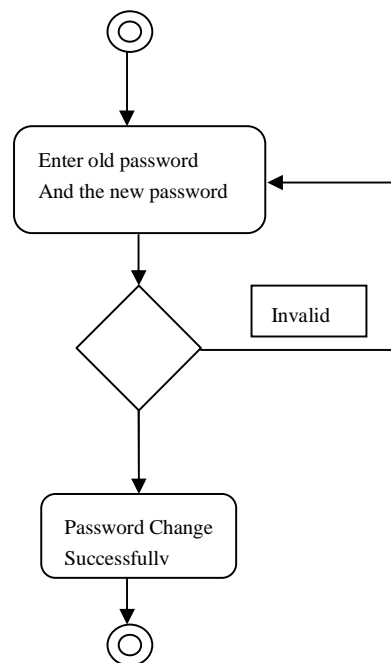 Enter old password
And the new password
Invalid
Password Change
Successfully